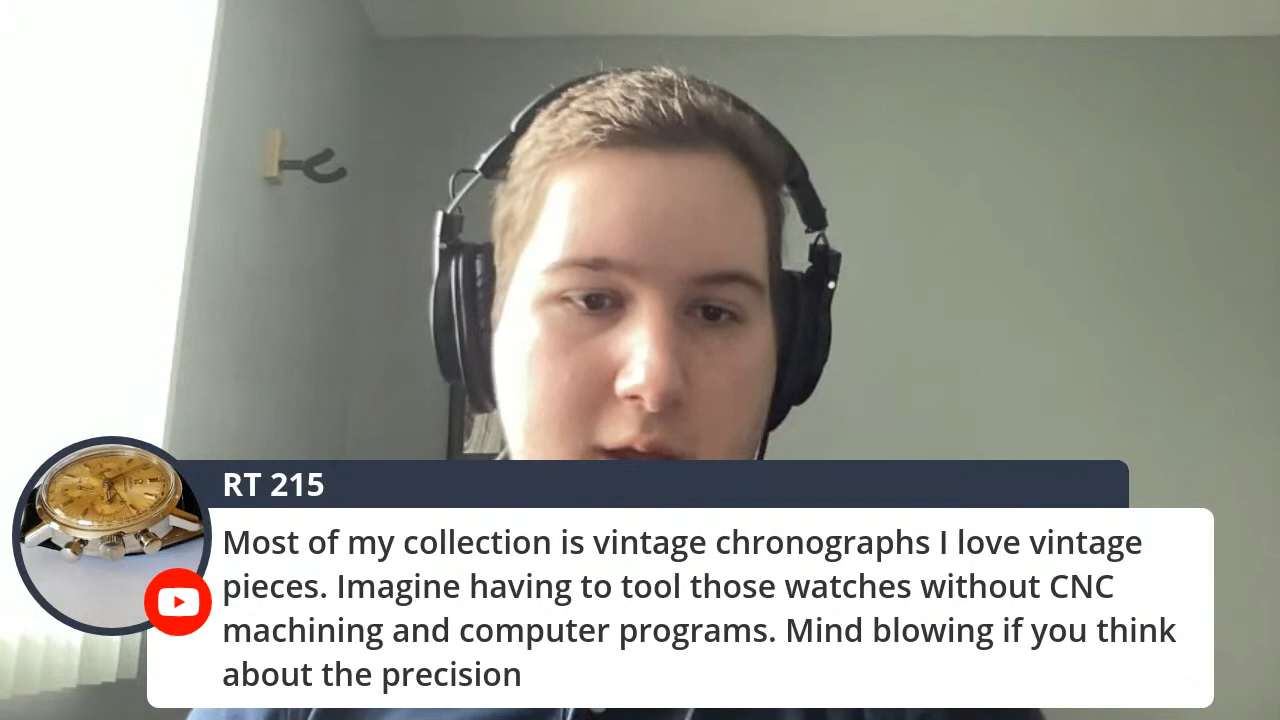 RT 215
Most of my collection is vintage chronographs I love vintage
pieces. Imagine having to tool those watches without CNC
machining and computer programs. Mind blowing if you think
about the precision